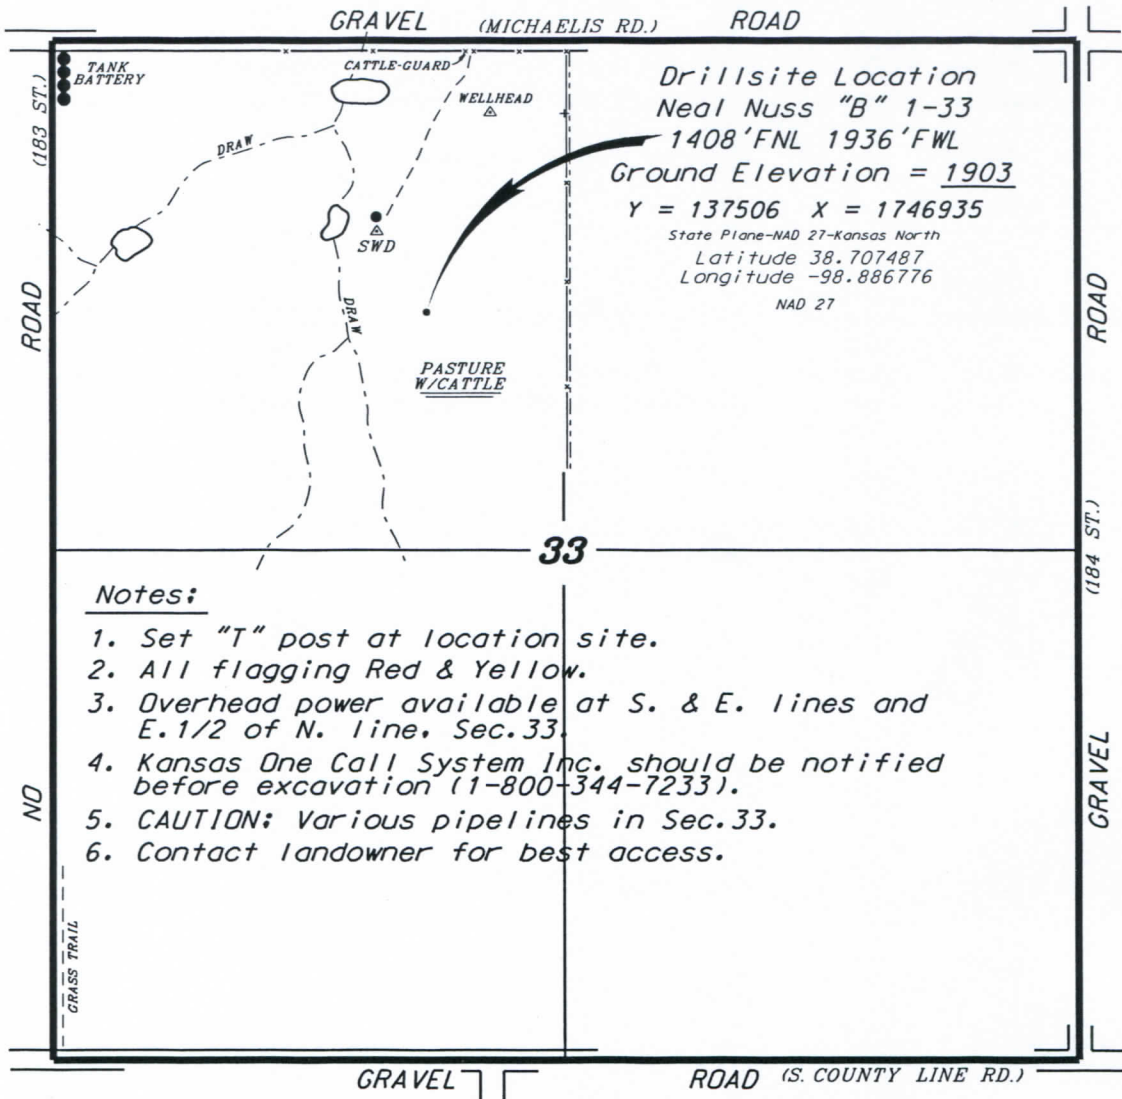 GRAVEL (MICHAELIS RD.) ROAD
TANK
BATTERY
(183 ST.)
CATTLE-GUARD
WELLHEAD
DRAW
SWD
DRAW
PASTURE
W/CATTLE
Drillsite Location
Neal Nuss "B" 1-33
1408'FNL 1936'FWL
Ground Elevation = 1903
Y = 137506 X = 1746935
State Plane-NAD 27-Kansas North
Latitude 38.707487
Longitude -98.886776
NAD 27
ROAD
ROAD
33
(184 ST.)
Notes:
1. Set "T" post at location site.
2. All flagging Red & Yellow.
3. Overhead power available at S. & E. lines and
E.1/2 of N. line, Sec.33.
4. Kansas One Call System Inc. should be notified
before excavation (1-800-344-7233).
5. CAUTION: Various pipelines in Sec.33.
6. Contact landowner for best access.
NO
GRAVEL
GRASS TRAIL
GRAVEL ROAD (S. COUNTY LINE RD.)